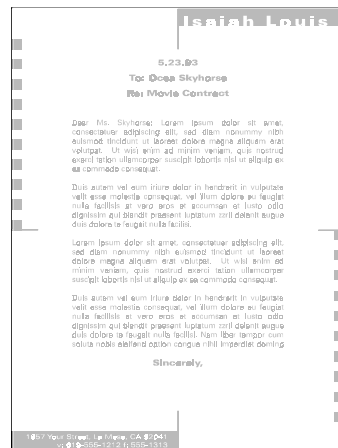 Isaiah Louis
5.23.93
To: Ocea Skyhorse
Re: Movie Contract
Dear Ms. Skyhorse: Lorem ipsum dolor sit amet,
consectetuer adipiscing elit, sed diam nonummy nibh
euismod tincidunt ut laoreet dolore magna aliquam erat
volutpat. Ut wisi enim ad minim veniam, quis nostrud
exerci tation ullamcorper suscipit lobortis nisl ut aliquip ex
ea commodo consequat.
Duis autem vel eum iriure dolor in hendrerit in vulputate
velit esse molestie consequat, vel illum dolore eu feugiat
nulla facilisis at vero eros et accumsan et iusto odio
dignissim qui blandit praesent luptatum zzril delenit augue
duis dolore te feugait nulla facilisi.
Lorem ipsum dolor sit amet, consectetuer adipiscing elit,
sed diam nonummy nibh euismod tincidunt ut laoreet
dolore magna aliquam erat volutpat. Ut wisi enim ad
minim veniam, quis nostrud exerci tation ullamcorper
suscipit lobortis nisl ut aliquip ex ea commodo consequat.
Duis autem vel eum iriure dolor in hendrerit in vulputate
velit esse molestie consequat, vel illum dolore eu feugiat
nulla facilisis at vero eros et accumsan et iusto odio
dignissim qui blandit praesent luptatum zzril delenit augue
duis dolore te feugait nulla facilisi. Nam liber tempor cum
soluta nobis eleifend option congue nihil imperdiet doming
Sincerely,
1657 Your Street, La Mesa, CA 92041
v: 619-555-1212 f: 555-1313